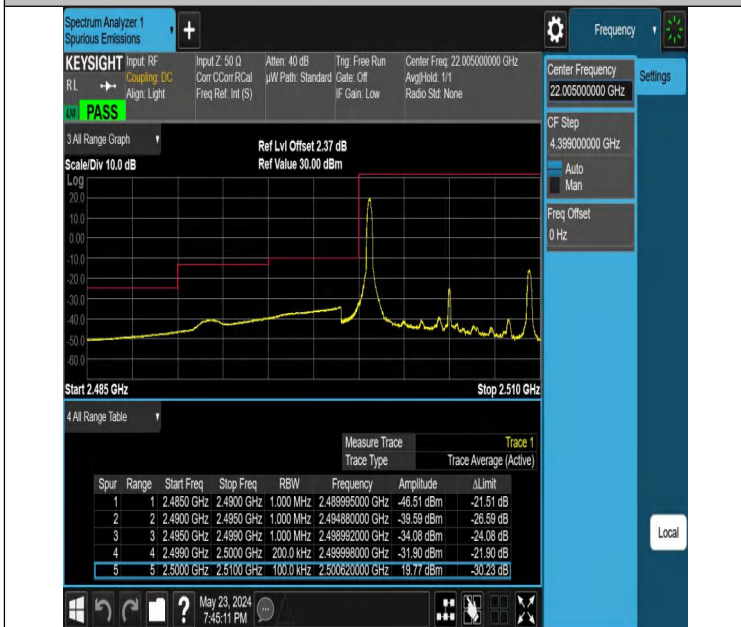 Spectrum Analyzer 1
Spurious Emissions
+
Frequency
KEYSIGHT
RL
Input: RF
Coupling: DC
Align: Light
Input Z: 50 Ω
Corr CCorr RCal
Freq Ref: Int (S)
Atten: 40 dB
µW Path: Standard
Trig: Free Run
Gate: Off
IF Gain: Low
Center Freq: 22.005000000 GHz
Avg|Hold: 1/1
Radio Std: None
PASS
Center Frequency
22.005000000 GHz
Settings
CF Step
4.399000000 GHz
Auto
Man
Freq Offset
0 Hz
3 All Range Graph
Scale/Div 10.0 dB
Ref Lvl Offset 2.37 dB
Ref Value 30.00 dBm
Log
20.0
10.0
0.00
-10.0
-20.0
-30.0
-40.0
-50.0
-60.0
Start 2.485 GHz
Stop 2.510 GHz
4 All Range Table
Measure Trace Trace 1
Trace Type Trace Average (Active)
Spur Range Start Freq Stop Freq RBW Frequency Amplitude ΔLimit
1 1 2.4850 GHz 2.4900 GHz 1.000 MHz 2.489995000 GHz -46.51 dBm -21.51 dB
2 2 2.4900 GHz 2.4950 GHz 1.000 MHz 2.494880000 GHz -39.59 dBm -26.59 dB
3 3 2.4950 GHz 2.4990 GHz 1.000 MHz 2.498992000 GHz -34.08 dBm -24.08 dB
4 4 2.4990 GHz 2.5000 GHz 200.0 kHz 2.499998000 GHz -31.90 dBm -21.90 dB
5 5 2.5000 GHz 2.5100 GHz 100.0 kHz 2.500620000 GHz 19.77 dBm -30.23 dB
Local
?
May 23, 2024
7:45:11 PM